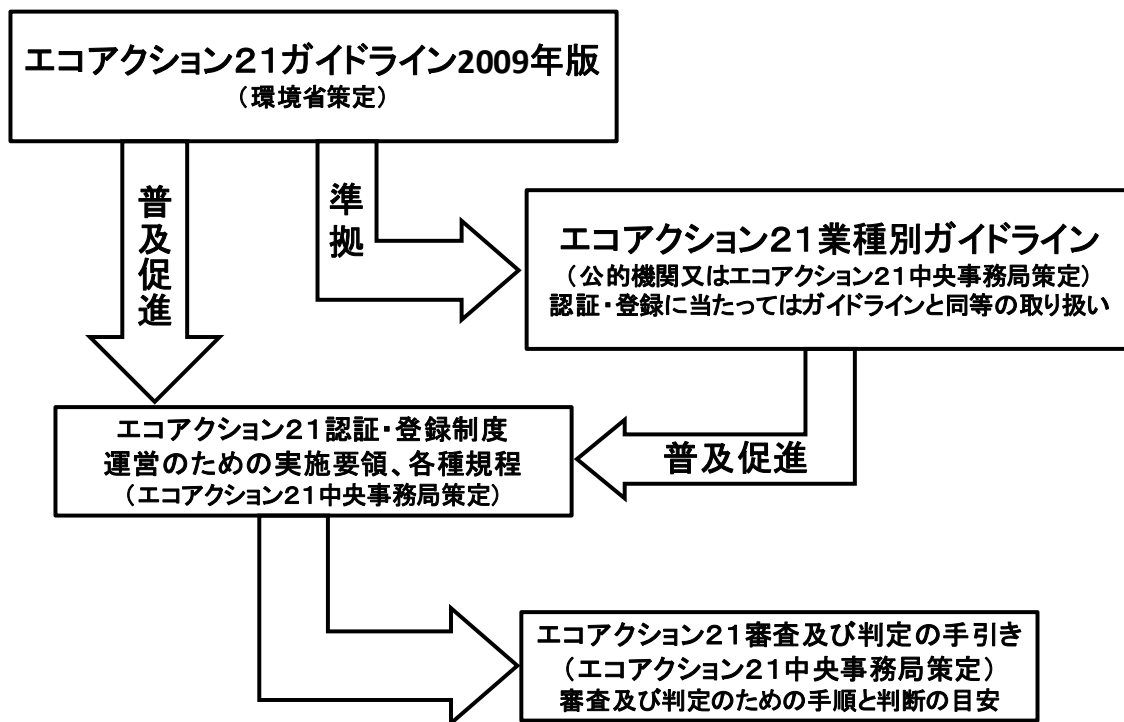 エコアクション21ガイドライン2009年版
（環境省策定）
普及促進
準拠
エコアクション21業種別ガイドライン
（公的機関又はエコアクション21中央事務局策定）
認証・登録に当たってはガイドラインと同等の取り扱い
普及促進
エコアクション21認証・登録制度
運営のための実施要領、各種規程
（エコアクション21中央事務局策定）
エコアクション21審査及び判定の手引き
（エコアクション21中央事務局策定）
審査及び判定のための手順と判断の目安